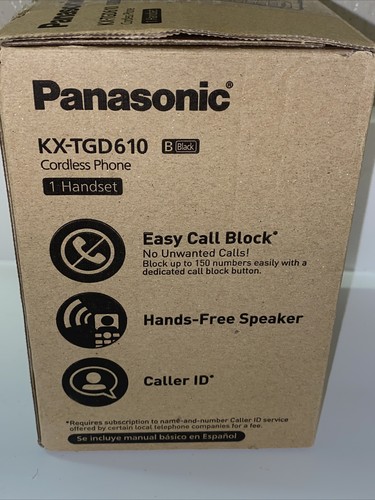 Panasonic®
KX-TGD610 B Black
Cordless Phone
1 Handset
Easy Call Block*
No Unwanted Calls!
Block up to 150 numbers easily with a
dedicated call block button.
Hands-Free Speaker
Caller ID*
*Requires subscription to name-and-number Caller ID service
offered by certain local telephone companies for a fee.
Se incluye manual básico en Español